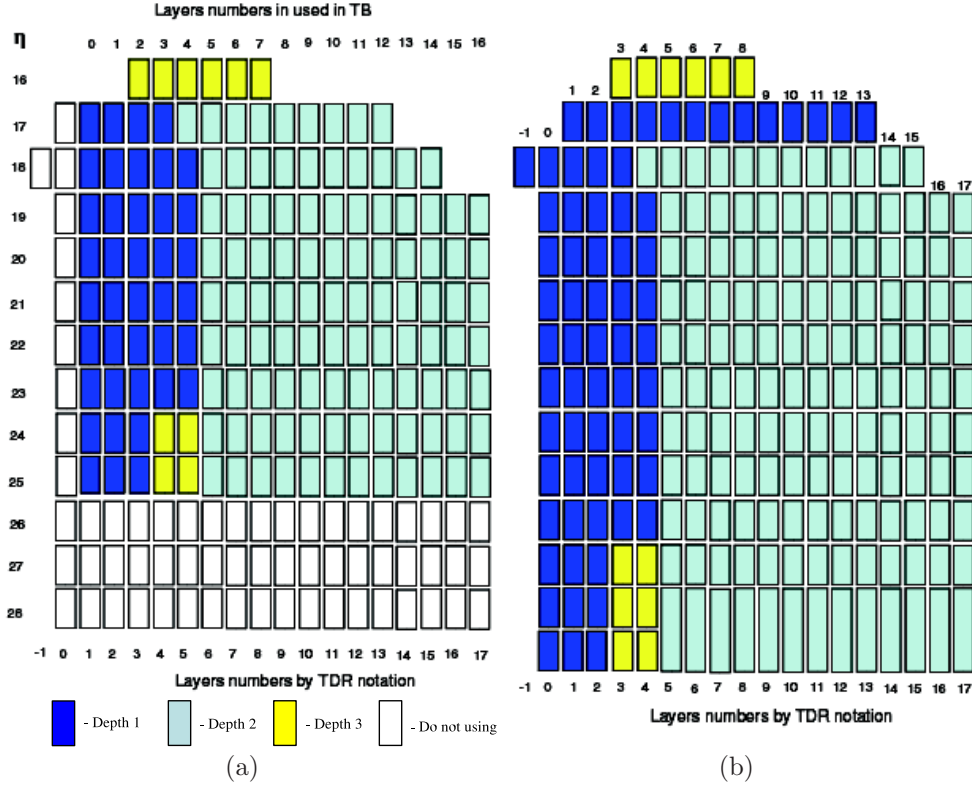 Layers numbers in used in TB
η 0 1 2 3 4 5 6 7 8 9 10 11 12 13 14 15 16
16
17
18
19
20
21
22
23
24
25
26
27
28
-1 0 1 2 3 4 5 6 7 8 9 10 11 12 13 14 15 16 17
Layers numbers by TDR notation
- Depth 1 - Depth 2 - Depth 3 - Do not using
(a)
3 4 5 6 7 8
1 2 9 10 11 12 13
-1 0 14 15
16 17
-1 0 1 2 3 4 5 6 7 8 9 10 11 12 13 14 15 16 17
Layers numbers by TDR notation
(b)